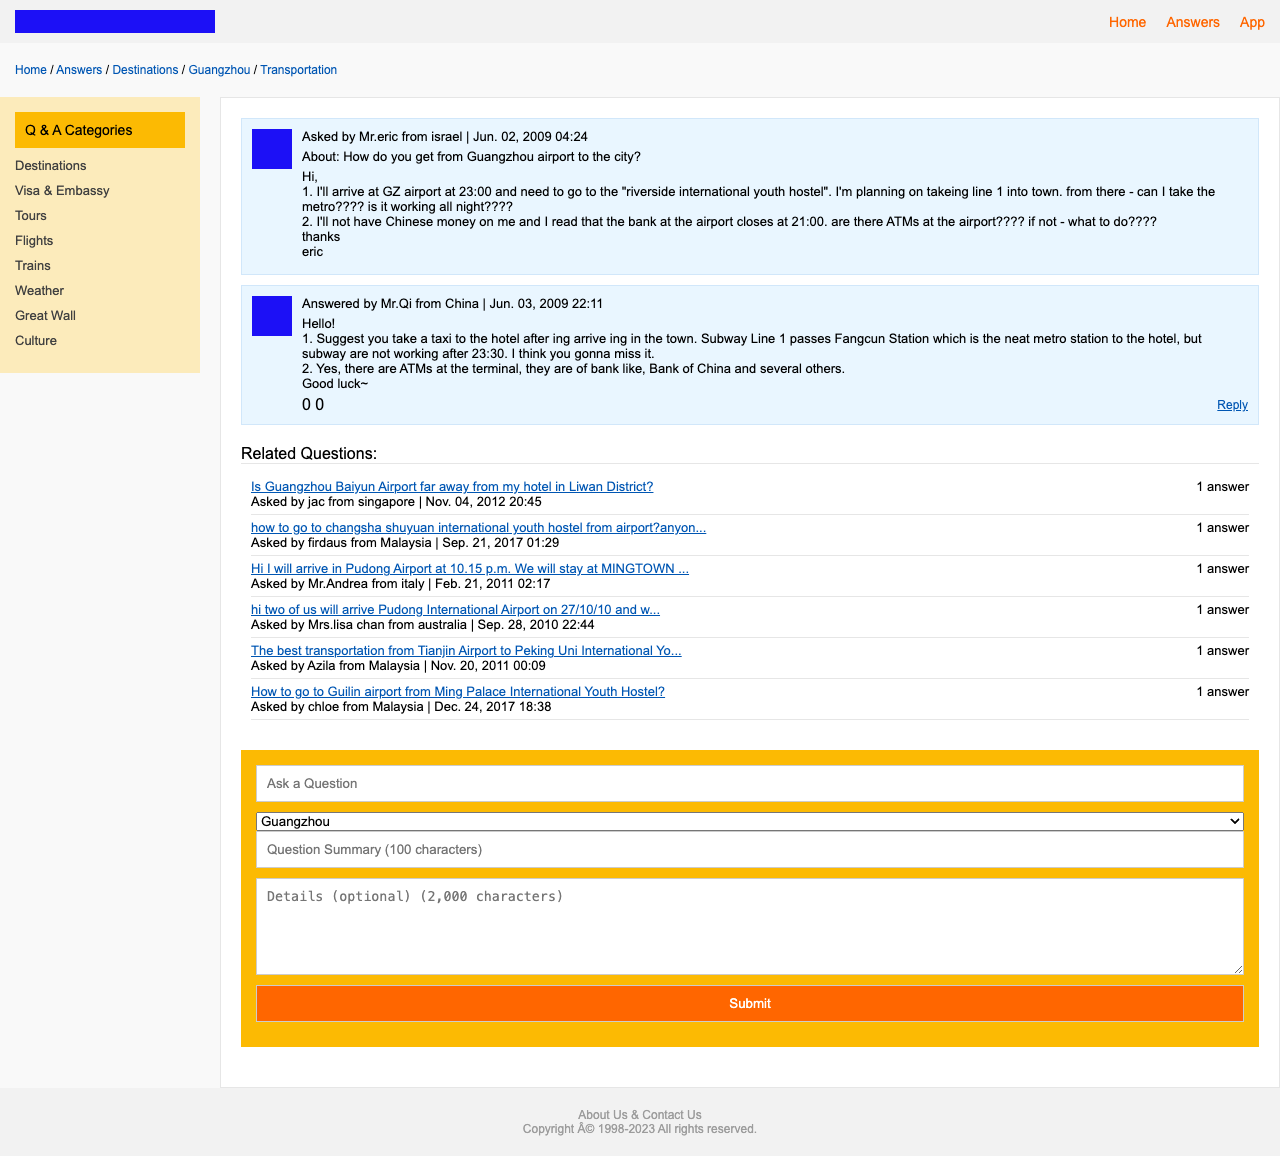 Home Answers App
Home / Answers / Destinations / Guangzhou / Transportation
Q & A Categories
Destinations
Visa & Embassy
Tours
Flights
Trains
Weather
Great Wall
Culture
Asked by Mr.eric from israel | Jun. 02, 2009 04:24
About: How do you get from Guangzhou airport to the city?
Hi,
1. I'll arrive at GZ airport at 23:00 and need to go to the "riverside international youth hostel". I'm planning on takeing line 1 into town. from there - can I take the
metro???? is it working all night????
2. I'll not have Chinese money on me and I read that the bank at the airport closes at 21:00. are there ATMs at the airport???? if not - what to do????
thanks
eric
Answered by Mr.Qi from China | Jun. 03, 2009 22:11
Hello!
1. Suggest you take a taxi to the hotel after ing arrive ing in the town. Subway Line 1 passes Fangcun Station which is the neat metro station to the hotel, but
subway are not working after 23:30. I think you gonna miss it.
2. Yes, there are ATMs at the terminal, they are of bank like, Bank of China and several others.
Good luck~
0 0 Reply
Related Questions:
Is Guangzhou Baiyun Airport far away from my hotel in Liwan District? 1 answer
Asked by jac from singapore | Nov. 04, 2012 20:45
how to go to changsha shuyuan international youth hostel from airport?anyon... 1 answer
Asked by firdaus from Malaysia | Sep. 21, 2017 01:29
Hi I will arrive in Pudong Airport at 10.15 p.m. We will stay at MINGTOWN ... 1 answer
Asked by Mr.Andrea from italy | Feb. 21, 2011 02:17
hi two of us will arrive Pudong International Airport on 27/10/10 and w... 1 answer
Asked by Mrs.lisa chan from australia | Sep. 28, 2010 22:44
The best transportation from Tianjin Airport to Peking Uni International Yo... 1 answer
Asked by Azila from Malaysia | Nov. 20, 2011 00:09
How to go to Guilin airport from Ming Palace International Youth Hostel? 1 answer
Asked by chloe from Malaysia | Dec. 24, 2017 18:38
Ask a Question
Guangzhou
Question Summary (100 characters)
Details (optional) (2,000 characters)
Submit
About Us & Contact Us
Copyright Â© 1998-2023 All rights reserved.